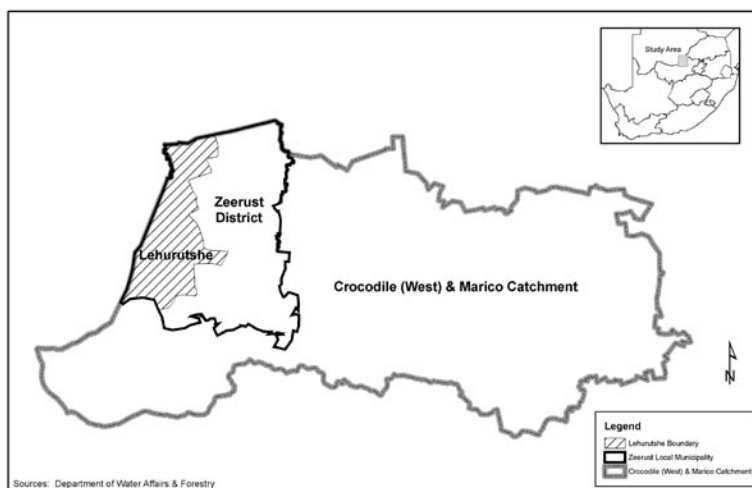 Study Area
Zeerust
District
Lehurutshe
Crocodile (West) & Marico Catchment
N
Legend
Lehurutshe Boundary
Zeerust Local Municipality
Crocodile (West) & Marico Catchment
Sources: Department of Water Affairs & Forestry